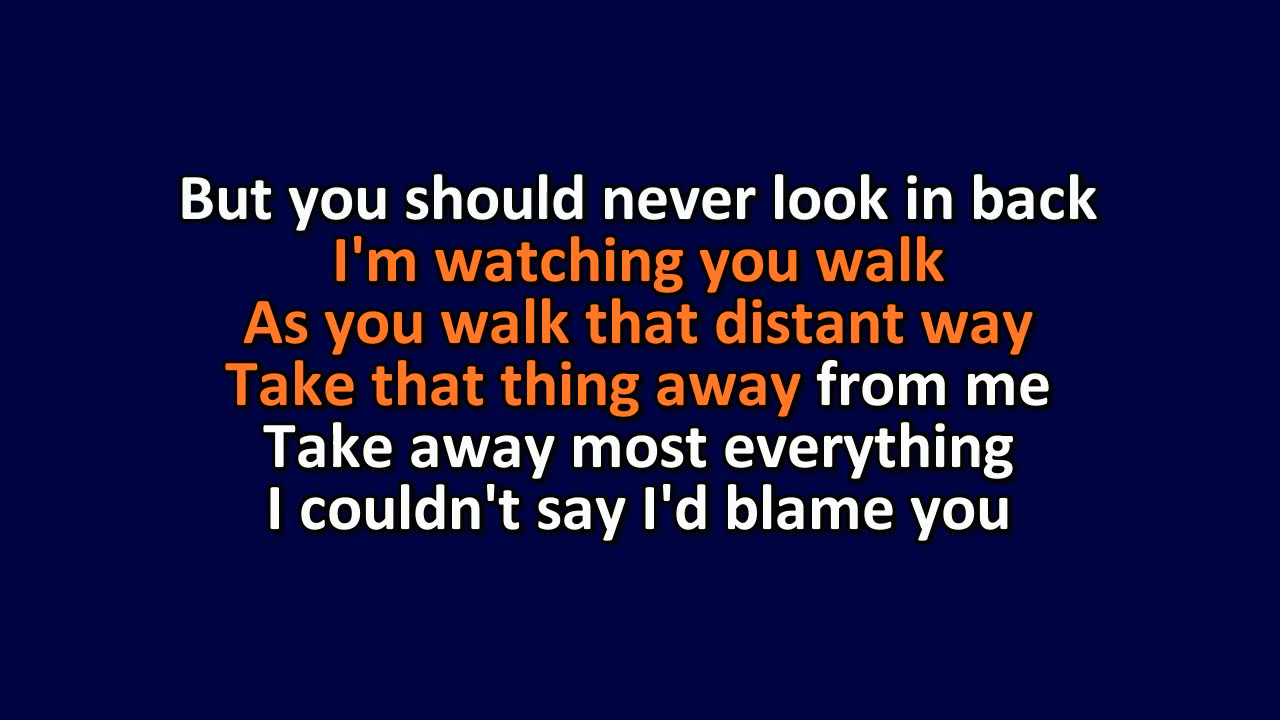 But you should never look in back
I'm watching you walk
As you walk that distant way
Take that thing away from me
Take away most everything
I couldn't say I'd blame you